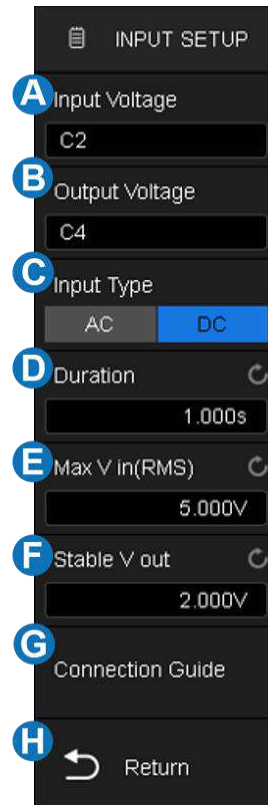 INPUT SETUP
A
Input Voltage
C2
B
Output Voltage
C4
C
Input Type
AC DC
D
Duration
1.000s
E
Max V in(RMS)
5.000V
F
Stable V out
2.000V
G
Connection Guide
H
Return